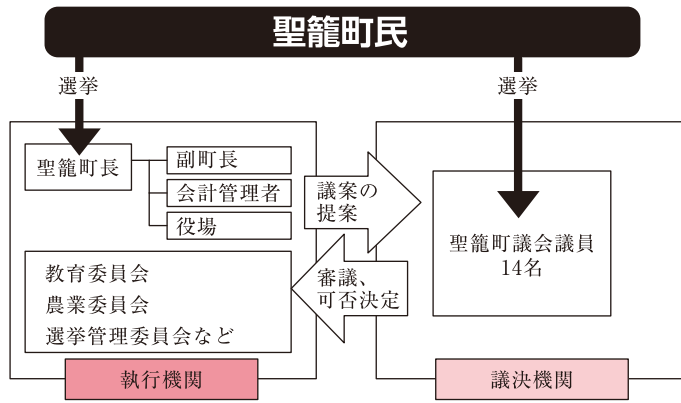 聖籠町民
選挙
選挙
聖籠町長
副町長
会計管理者
役場
教育委員会
農業委員会
選挙管理委員会など
執行機関
議案の
提案
審議、
可否決定
聖籠町議会議員
14名
議決機関